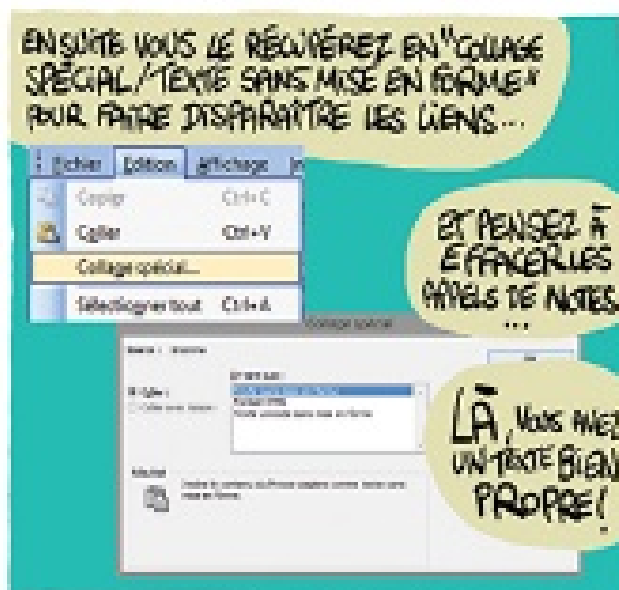 ENSUITE VOUS LE RÉCUPÉREZ EN "COLLAGE
SPÉCIAL/TEXTE SANS MISE EN FORME"
POUR FAIRE DISPARAÎTRE LES LIENS...
Fichier Edition Affichage
Copier Ctrl+C
Coller Ctrl+V
Collage spécial...
Sélectionner tout Ctrl+A
ET PENSEZ À
EFFACER LES
APPELS DE NOTES
...
Collage spécial
LÀ, VOUS AVEZ
UN TEXTE BIEN
PROPRE!